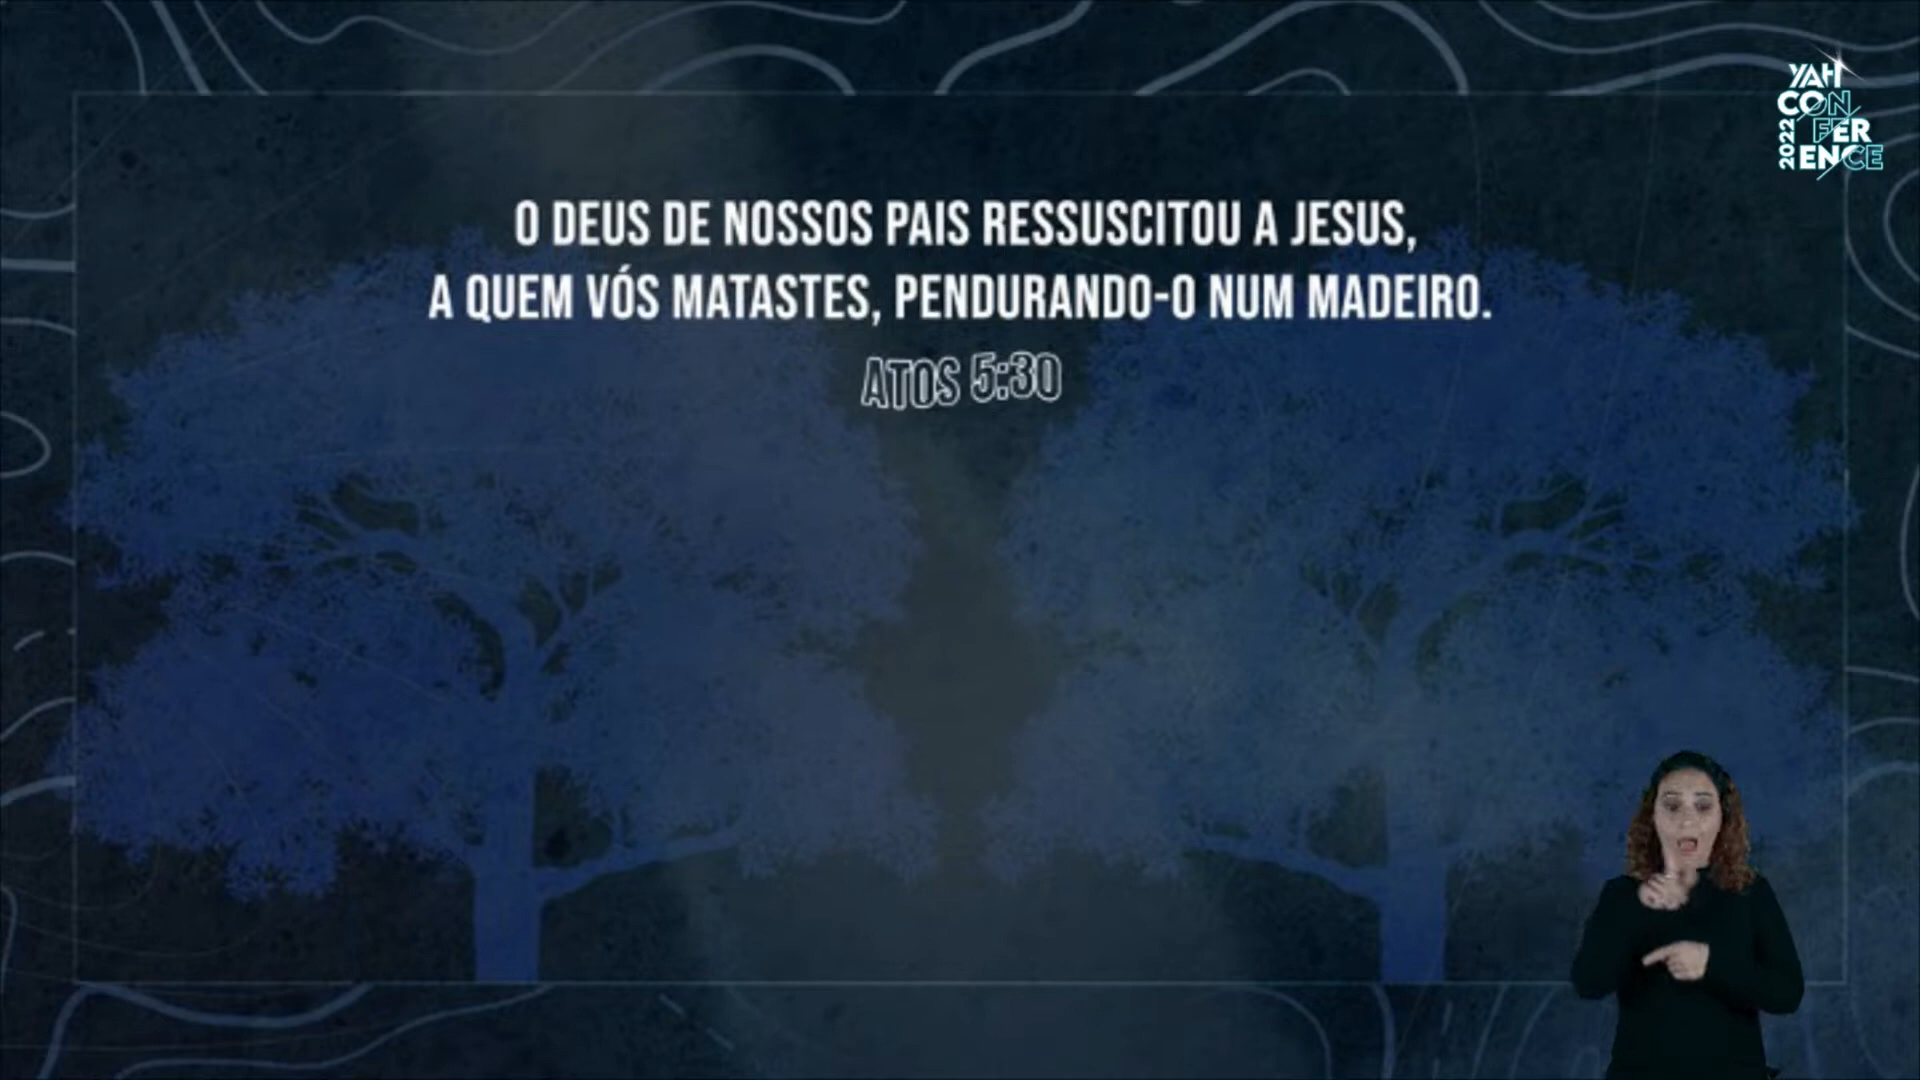 YAH
CON
FER
2022 ENCE
O DEUS DE NOSSOS PAIS RESSUSCITOU A JESUS,
A QUEM VÓS MATASTES, PENDURANDO-O NUM MADEIRO.
ATOS 5:30